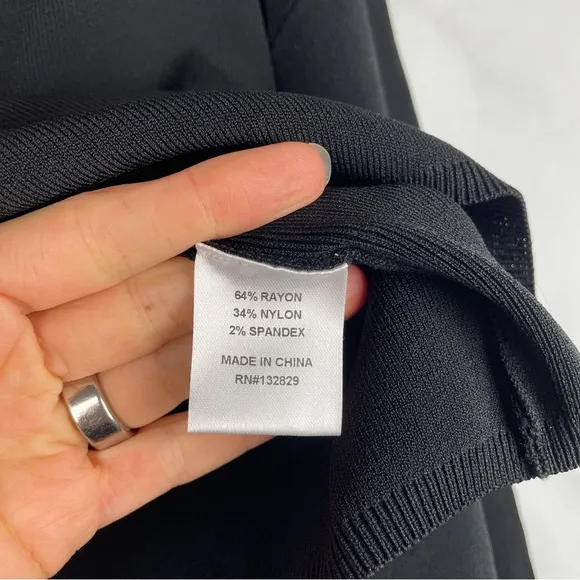 64% RAYON
34% NYLON
2% SPANDEX
MADE IN CHINA
RN#132829